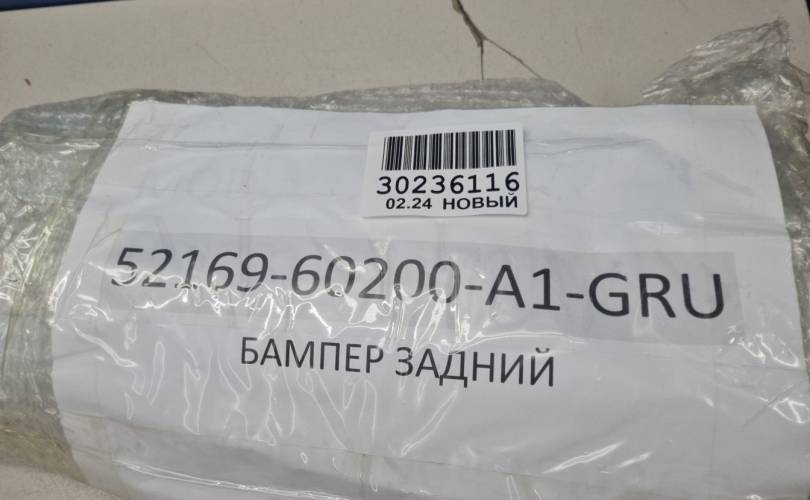 30236116
02.24 НОВЫЙ
52169-60200-A1-GRU
БАМПЕР ЗАДНИЙ